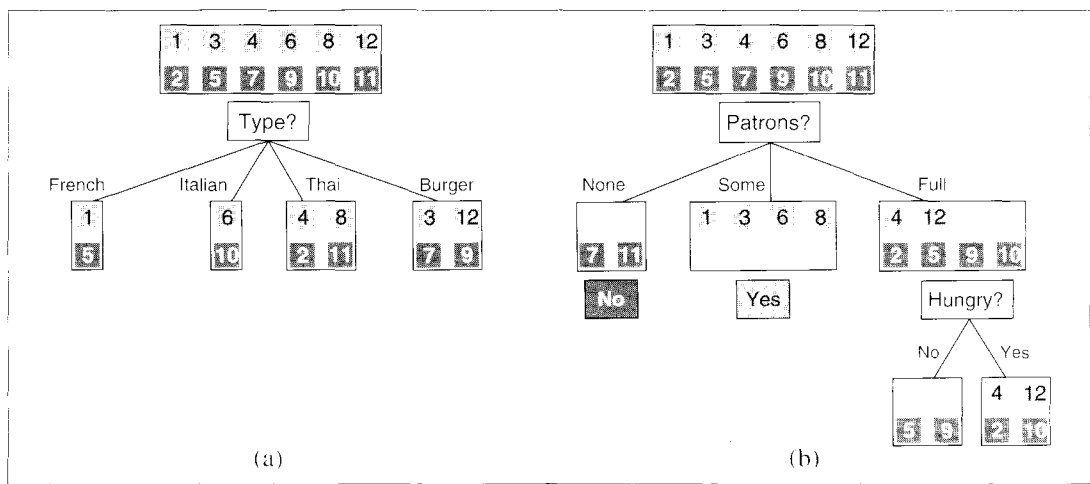 1 3 4 6 8 12
2 5 7 9 10 11
Type?
French Italian Thai Burger
1 6 4 8 3 12
5 10 2 11 7 9
(a)
1 3 4 6 8 12
2 5 7 9 10 11
Patrons?
None Some Full
1 3 6 8 4 12
7 11 2 5 9 10
No Yes Hungry?
No Yes
4 12
5 9 2 10
(b)